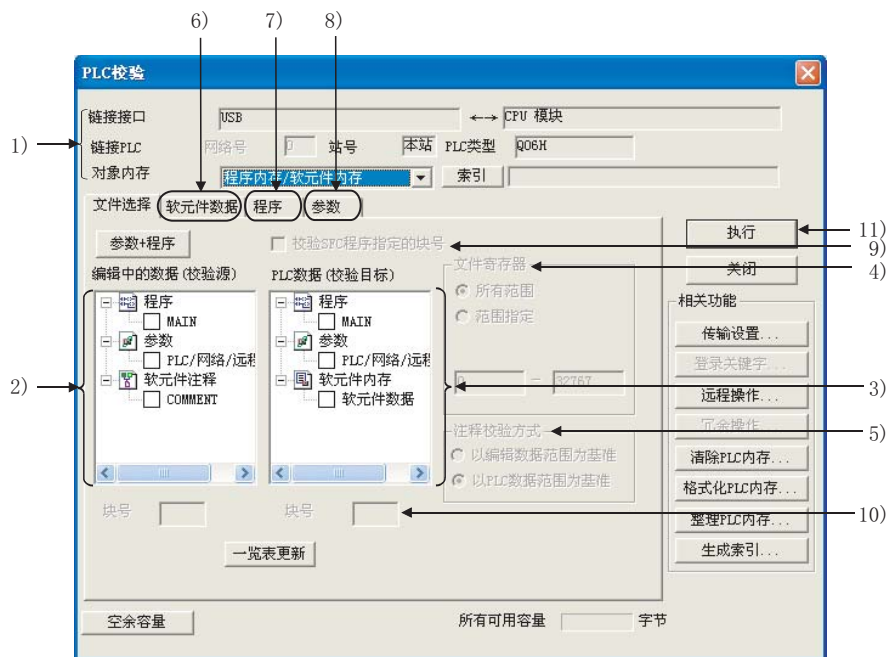 6) 7) 8)
PLC校验
链接接口 USB ←→ CPU 模块
1) 链接PLC 网络号 0 站号 本站 PLC类型 Q06H
对象内存 程序内存/软元件内存 索引
文件选择 软元件数据 程序 参数
参数+程序 校验SFC程序指定的块号 执行 11)
9)
编辑中的数据(校验源) PLC数据(校验目标) 文件寄存器 关闭 4)
程序 程序 所有范围 相关功能
MAIN MAIN 范围指定 传输设置...
参数 参数 登录关键字...
PLC/网络/远程 PLC/网络/远程
2) 软元件注释 软元件内存 0 - 32767 远程操作... 3)
COMMENT 软元件数据
注释校验方式 冗余操作... 5)
以编辑数据范围为基准 清除PLC内存...
以PLC数据范围为基准 格式化PLC内存...
块号 块号 整理PLC内存... 10)
一览表更新 生成索引...
空余容量 所有可用容量 字节